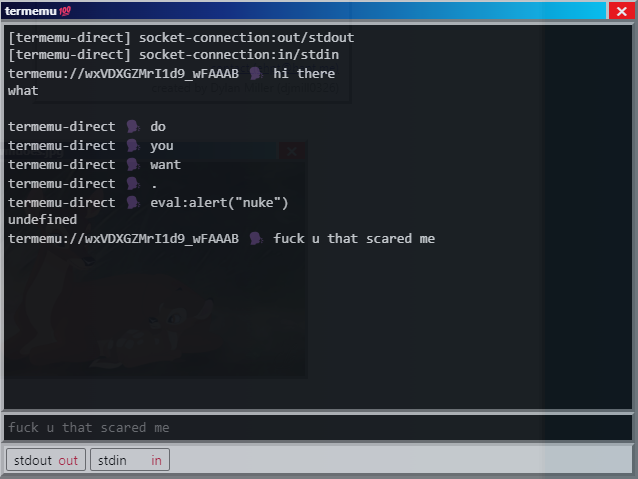 termemu 💯
[termemu-direct] socket-connection:out/stdout
[termemu-direct] socket-connection:in/stdin
termemu://wxVDXGZMrI1d9_wFAAAB 🗣 hi there
what
termemu-direct 🗣 do
termemu-direct 🗣 you
termemu-direct 🗣 want
termemu-direct 🗣 .
termemu-direct 🗣 eval:alert("nuke")
undefined
termemu://wxVDXGZMrI1d9_wFAAAB 🗣 fuck u that scared me
fuck u that scared me
stdout out stdin in